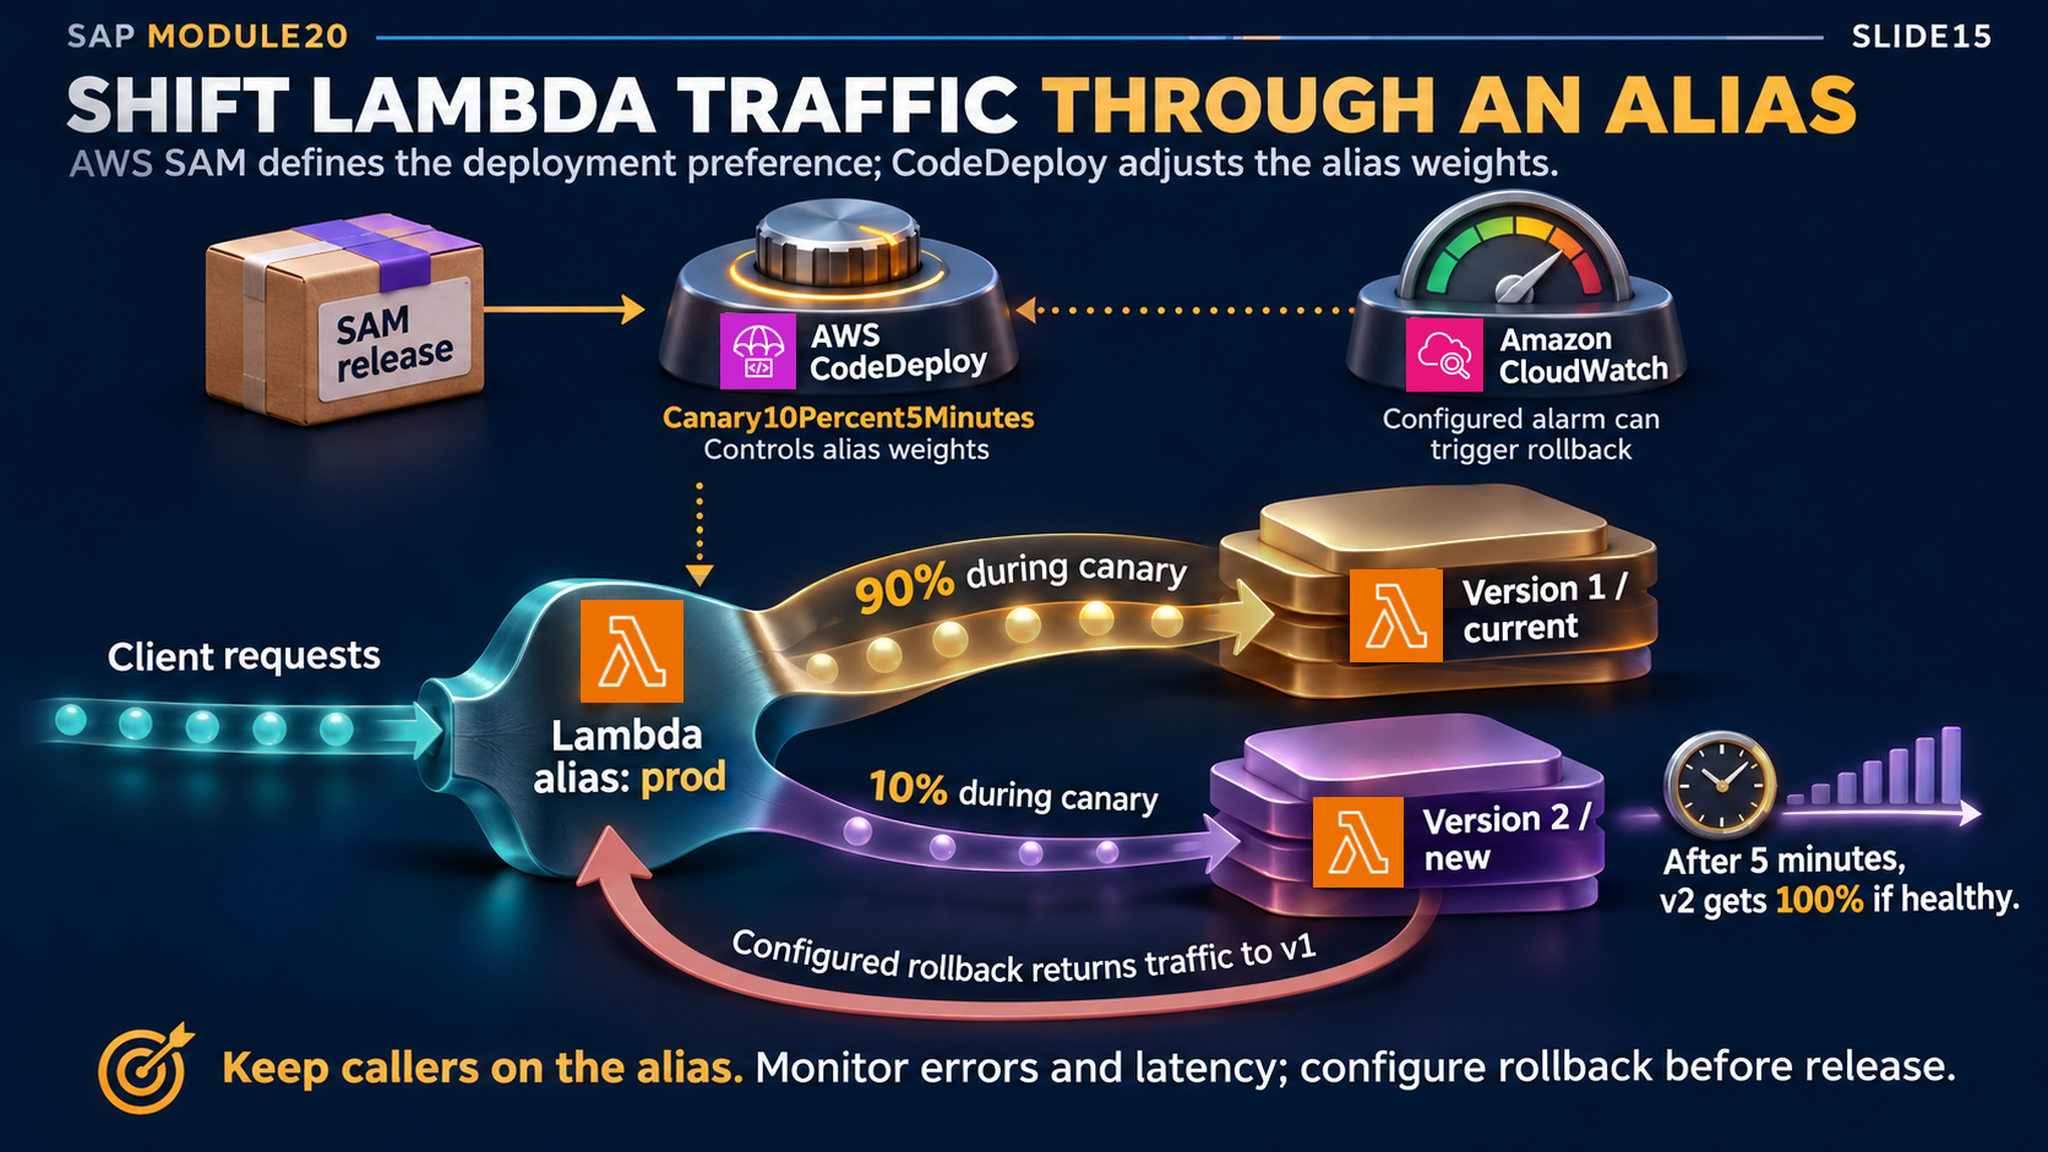 SAP MODULE20
SLIDE15
SHIFT LAMBDA TRAFFIC THROUGH AN ALIAS
AWS SAM defines the deployment preference; CodeDeploy adjusts the alias weights.
SAM
release
AWS
CodeDeploy
Canary10Percent5Minutes
Controls alias weights
Amazon
CloudWatch
Configured alarm can
trigger rollback
Client requests
Lambda
alias: prod
90% during canary
Version 1 /
current
10% during canary
Version 2 /
new
After 5 minutes,
v2 gets 100% if healthy.
Configured rollback returns traffic to v1
Keep callers on the alias. Monitor errors and latency; configure rollback before release.